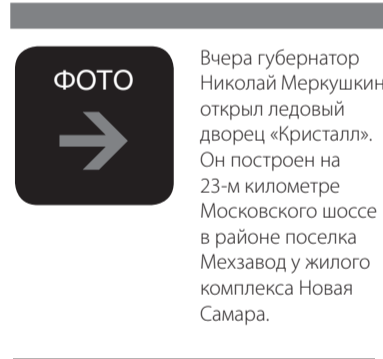 ФОТО
Вчера губернатор
Николай Меркушкин
открыл ледовый
дворец «Кристалл».
Он построен на
23-м километре
Московского шоссе
в районе поселка
Мехзавод у жилого
комплекса Новая
Самара.